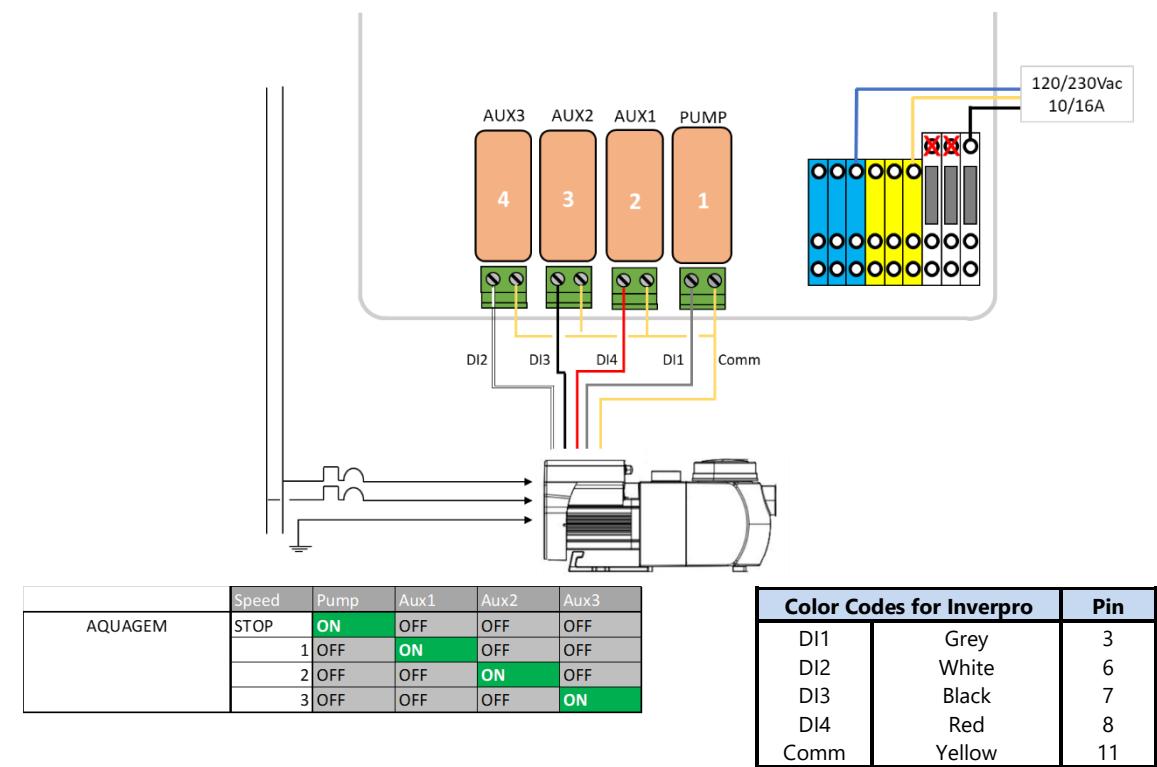 120/230Vac
10/16A
AUX3 AUX2 AUX1 PUMP
4 3 2 1
DI2 DI3 DI4 DI1 Comm
Speed Pump Aux1 Aux2 Aux3
AQUAGEM STOP ON OFF OFF OFF
1 OFF ON OFF OFF
2 OFF OFF ON OFF
3 OFF OFF OFF ON
Color Codes for Inverpro Pin
DI1 Grey 3
DI2 White 6
DI3 Black 7
DI4 Red 8
Comm Yellow 11